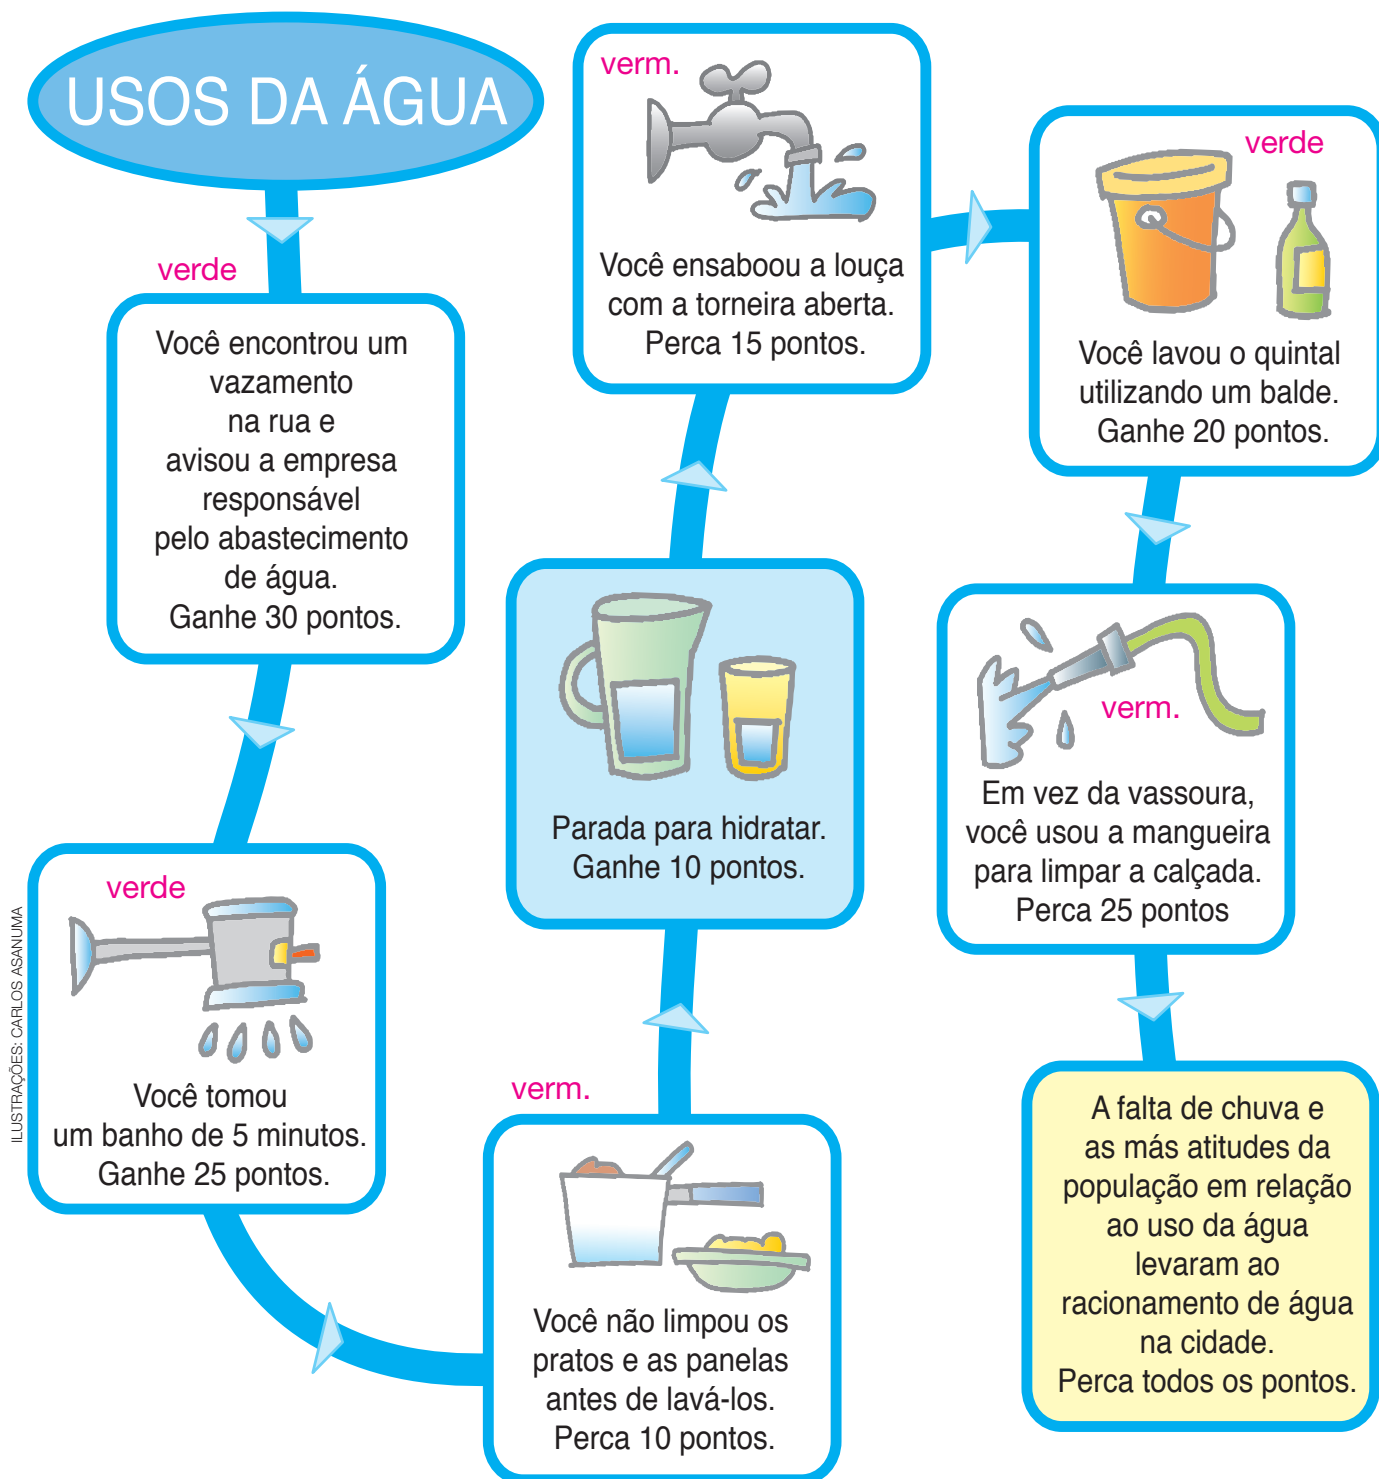 USOS DA ÁGUA
verde
Você encontrou um
vazamento
na rua e
avisou a empresa
responsável
pelo abastecimento
de água.
Ganhe 30 pontos.
verde
Você tomou
um banho de 5 minutos.
Ganhe 25 pontos.
verm.
Você não limpou os
pratos e as panelas
antes de lavá-los.
Perca 10 pontos.
Parada para hidratar.
Ganhe 10 pontos.
verm.
Você ensaboou a louça
com a torneira aberta.
Perca 15 pontos.
verde
Você lavou o quintal
utilizando um balde.
Ganhe 20 pontos.
verm.
Em vez da vassoura,
você usou a mangueira
para limpar a calçada.
Perca 25 pontos
A falta de chuva e
as más atitudes da
população em relação
ao uso da água
levaram ao
racionamento de água
na cidade.
Perca todos os pontos.
ILUSTRAÇÕES: CARLOS ASANUMA